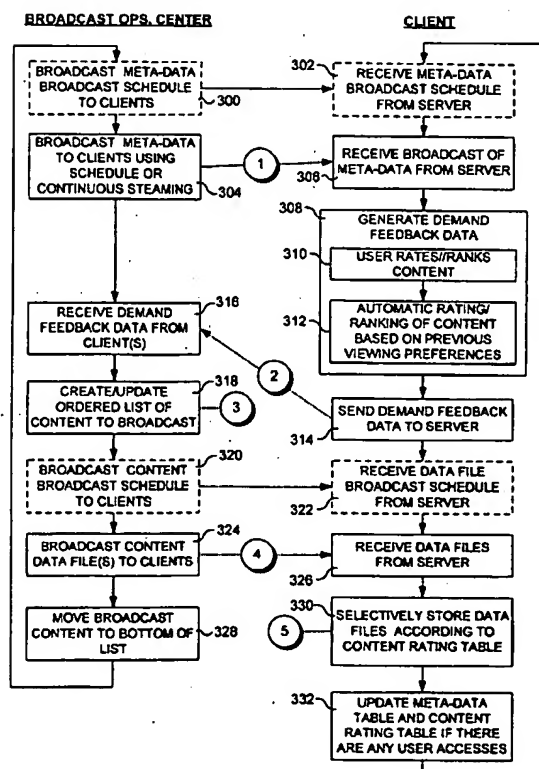 BROADCAST OPS. CENTER
CLIENT
BROADCAST META-DATA
BROADCAST SCHEDULE
TO CLIENTS
300
302
RECEIVE META-DATA
BROADCAST SCHEDULE
FROM SERVER
BROADCAST META-DATA
TO CLIENTS USING
SCHEDULE OR
CONTINUOUS STEAMING
304
1
RECEIVE BROADCAST OF
META-DATA FROM SERVER
306
308
GENERATE DEMAND
FEEDBACK DATA
310
USER RATES//RANKS
CONTENT
312
AUTOMATIC RATING/
RANKING OF CONTENT
BASED ON PREVIOUS
VIEWING PREFERENCES
316
RECEIVE DEMAND
FEEDBACK DATA FROM
CLIENT(S)
2
318
CREATE/UPDATE
ORDERED LIST OF
CONTENT TO BROADCAST
3
SEND DEMAND FEEDBACK
DATA TO SERVER
314
320
BROADCAST CONTENT
BROADCAST SCHEDULE
TO CLIENTS
RECEIVE DATA FILE
BROADCAST SCHEDULE
FROM SERVER
322
324
BROADCAST CONTENT
DATA FILE(S) TO CLIENTS
4
RECEIVE DATA FILES
FROM SERVER
326
MOVE BROADCAST
CONTENT TO BOTTOM OF
LIST
328
330
SELECTIVELY STORE DATA
FILES ACCORDING TO
CONTENT RATING TABLE
5
332
UPDATE META-DATA
TABLE AND CONTENT
RATING TABLE IF THERE
ARE ANY USER ACCESSES